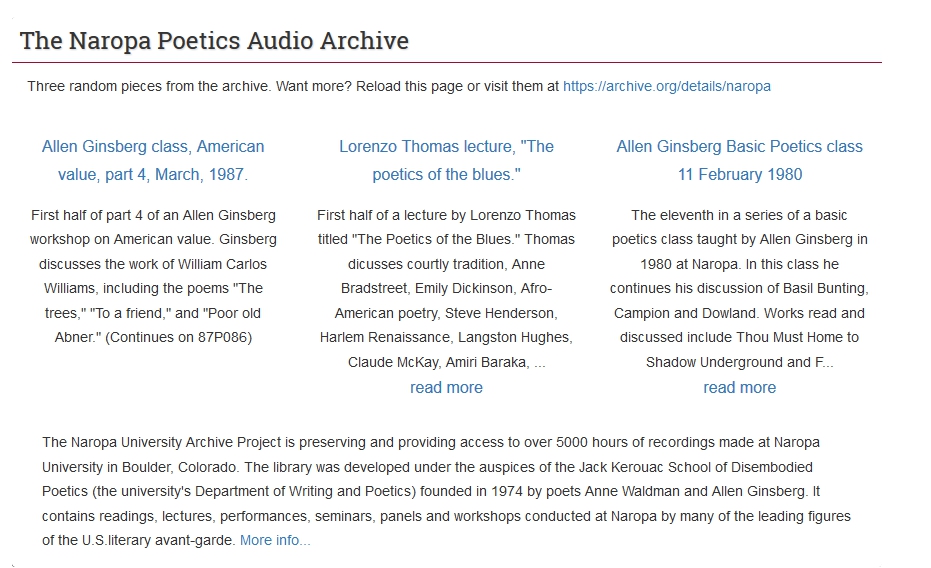 The Naropa Poetics Audio Archive
Three random pieces from the archive. Want more? Reload this page or visit them at https://archive.org/details/naropa
Allen Ginsberg class, American
value, part 4, March, 1987.
First half of part 4 of an Allen Ginsberg
workshop on American value. Ginsberg
discusses the work of William Carlos
Williams, including the poems "The
trees," "To a friend," and "Poor old
Abner." (Continues on 87P086)
Lorenzo Thomas lecture, "The
poetics of the blues."
First half of a lecture by Lorenzo Thomas
titled "The Poetics of the Blues." Thomas
dicusses courtly tradition, Anne
Bradstreet, Emily Dickinson, Afro-
American poetry, Steve Henderson,
Harlem Renaissance, Langston Hughes,
Claude McKay, Amiri Baraka, ...
read more
Allen Ginsberg Basic Poetics class
11 February 1980
The eleventh in a series of a basic
poetics class taught by Allen Ginsberg in
1980 at Naropa. In this class he
continues his discussion of Basil Bunting,
Campion and Dowland. Works read and
discussed include Thou Must Home to
Shadow Underground and F...
read more
The Naropa University Archive Project is preserving and providing access to over 5000 hours of recordings made at Naropa
University in Boulder, Colorado. The library was developed under the auspices of the Jack Kerouac School of Disembodied
Poetics (the university's Department of Writing and Poetics) founded in 1974 by poets Anne Waldman and Allen Ginsberg. It
contains readings, lectures, performances, seminars, panels and workshops conducted at Naropa by many of the leading figures
of the U.S.literary avant-garde. More info...